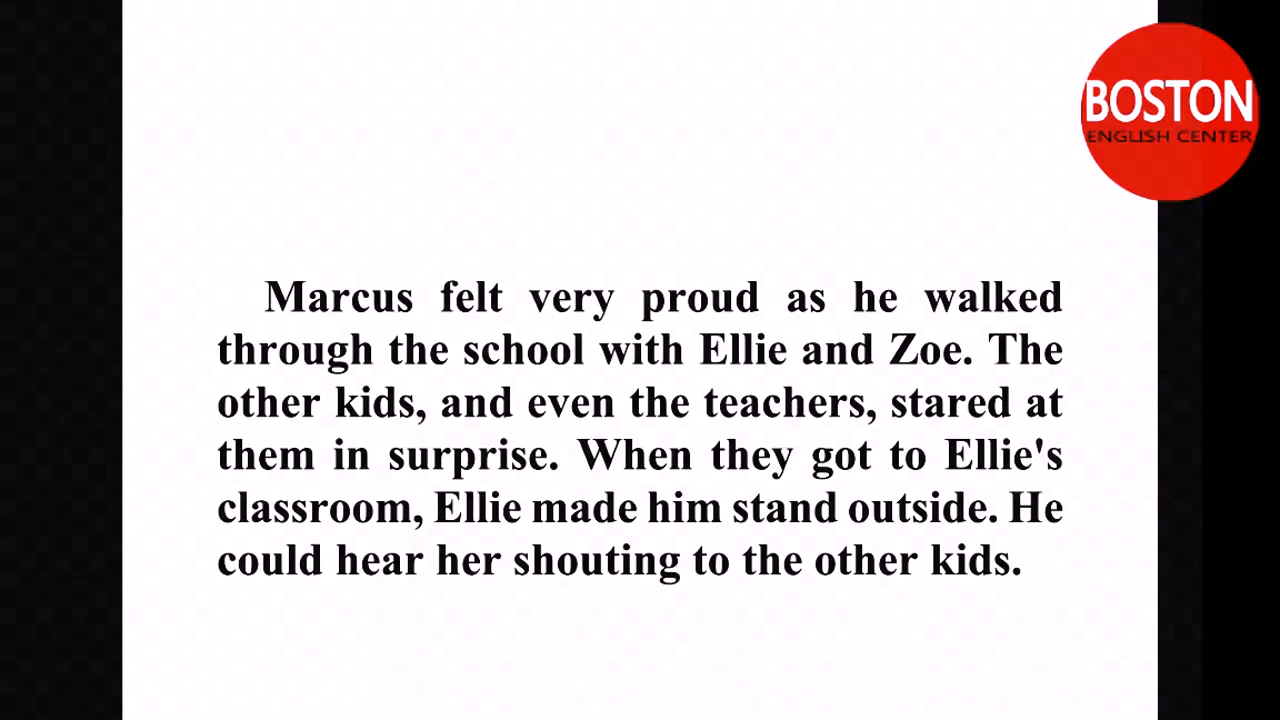 BOSTON
ENGLISH CENTER
Marcus felt very proud as he walked
through the school with Ellie and Zoe. The
other kids, and even the teachers, stared at
them in surprise. When they got to Ellie's
classroom, Ellie made him stand outside. He
could hear her shouting to the other kids.